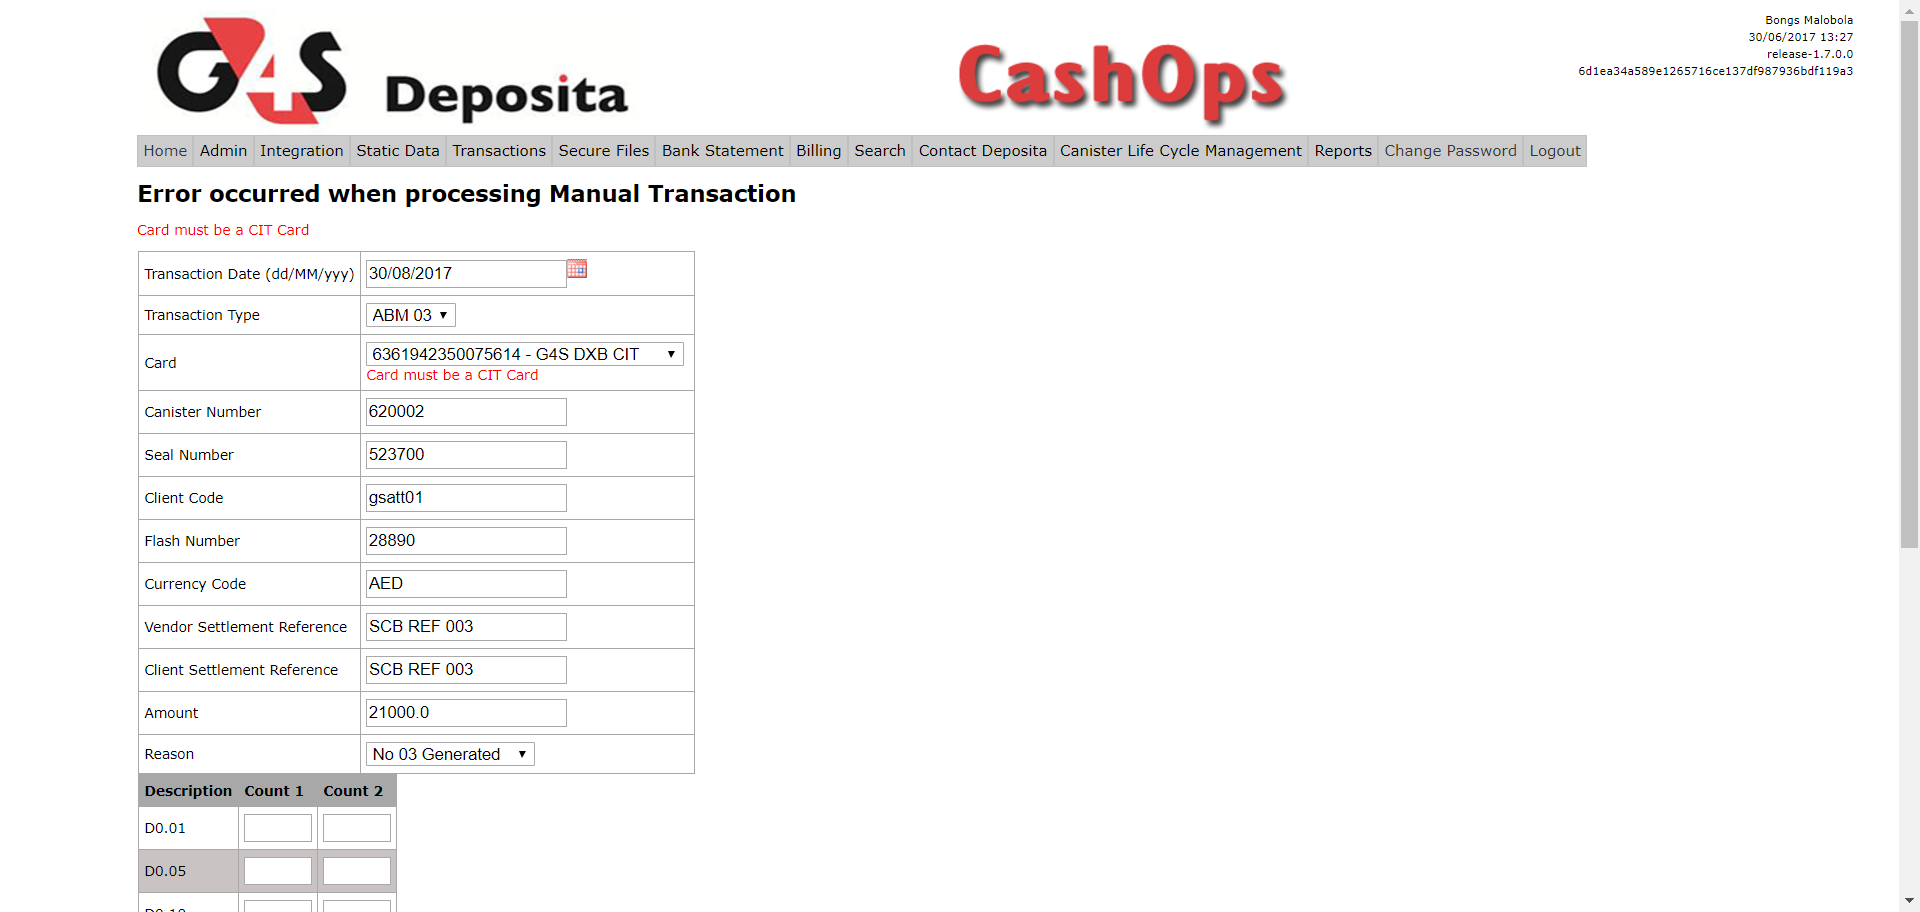 G4S Deposita
CashOps
Bongs Malobola
30/06/2017 13:27
release-1.7.0.0
6d1ea34a589e1265716ce137df987936bdf119a3
Home Admin Integration Static Data Transactions Secure Files Bank Statement Billing Search Contact Deposita Canister Life Cycle Management Reports Change Password Logout
Error occurred when processing Manual Transaction
Card must be a CIT Card
Transaction Date (dd/MM/yyy) 30/08/2017
Transaction Type ABM 03
Card 6361942350075614 - G4S DXB CIT
Card must be a CIT Card
Canister Number 620002
Seal Number 523700
Client Code gsatt01
Flash Number 28890
Currency Code AED
Vendor Settlement Reference SCB REF 003
Client Settlement Reference SCB REF 003
Amount 21000.0
Reason No 03 Generated
Description Count 1 Count 2
D0.01
D0.05